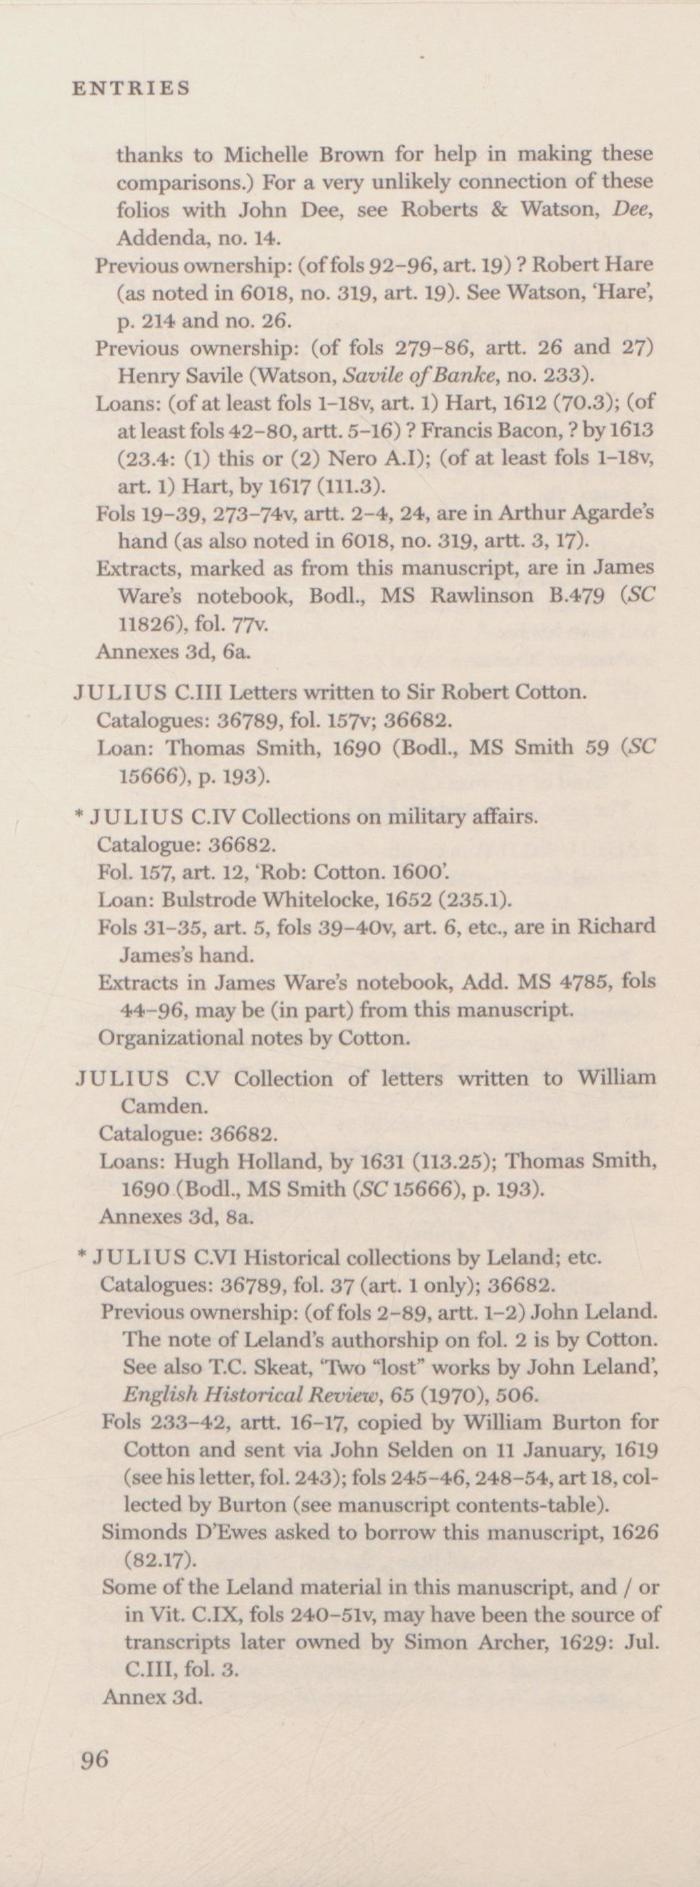 ENTRIES
thanks to Michelle Brown for help in making these
comparisons.) For a very unlikely connection of these
folios with John Dee, see Roberts & Watson, Dee,
Addenda, no. 14.
Previous ownership: (of fols 92–96, art. 19) ? Robert Hare
(as noted in 6018, no. 319, art. 19). See Watson, ‘Hare’,
p. 214 and no. 26.
Previous ownership: (of fols 279–86, artt. 26 and 27)
Henry Savile (Watson, Savile of Banke, no. 233).
Loans: (of at least fols 1–18v, art. 1) Hart, 1612 (70.3); (of
at least fols 42–80, artt. 5–16) ? Francis Bacon, ? by 1613
(23.4: (1) this or (2) Nero A.I); (of at least fols 1–18v,
art. 1) Hart, by 1617 (111.3).
Fols 19–39, 273–74v, artt. 2–4, 24, are in Arthur Agarde’s
hand (as also noted in 6018, no. 319, artt. 3, 17).
Extracts, marked as from this manuscript, are in James
Ware’s notebook, Bodl., MS Rawlinson B.479 (SC
11826), fol. 77v.
Annexes 3d, 6a.
JULIUS C.III Letters written to Sir Robert Cotton.
Catalogues: 36789, fol. 157v; 36682.
Loan: Thomas Smith, 1690 (Bodl., MS Smith 59 (SC
15666), p. 193).
* JULIUS C.IV Collections on military affairs.
Catalogue: 36682.
Fol. 157, art. 12, ‘Rob: Cotton. 1600’.
Loan: Bulstrode Whitelocke, 1652 (235.1).
Fols 31–35, art. 5, fols 39–40v, art. 6, etc., are in Richard
James’s hand.
Extracts in James Ware’s notebook, Add. MS 4785, fols
44–96, may be (in part) from this manuscript.
Organizational notes by Cotton.
JULIUS C.V Collection of letters written to William
Camden.
Catalogue: 36682.
Loans: Hugh Holland, by 1631 (113.25); Thomas Smith,
1690 (Bodl., MS Smith (SC 15666), p. 193).
Annexes 3d, 8a.
* JULIUS C.VI Historical collections by Leland; etc.
Catalogues: 36789, fol. 37 (art. 1 only); 36682.
Previous ownership: (of fols 2–89, artt. 1–2) John Leland.
The note of Leland’s authorship on fol. 2 is by Cotton.
See also T.C. Skeat, ‘Two “lost” works by John Leland’,
English Historical Review, 65 (1970), 506.
Fols 233–42, artt. 16–17, copied by William Burton for
Cotton and sent via John Selden on 11 January, 1619
(see his letter, fol. 243); fols 245–46, 248–54, art 18, col-
lected by Burton (see manuscript contents-table).
Simonds D’Ewes asked to borrow this manuscript, 1626
(82.17).
Some of the Leland material in this manuscript, and / or
in Vit. C.IX, fols 240–51v, may have been the source of
transcripts later owned by Simon Archer, 1629: Jul.
C.III, fol. 3.
Annex 3d.
96